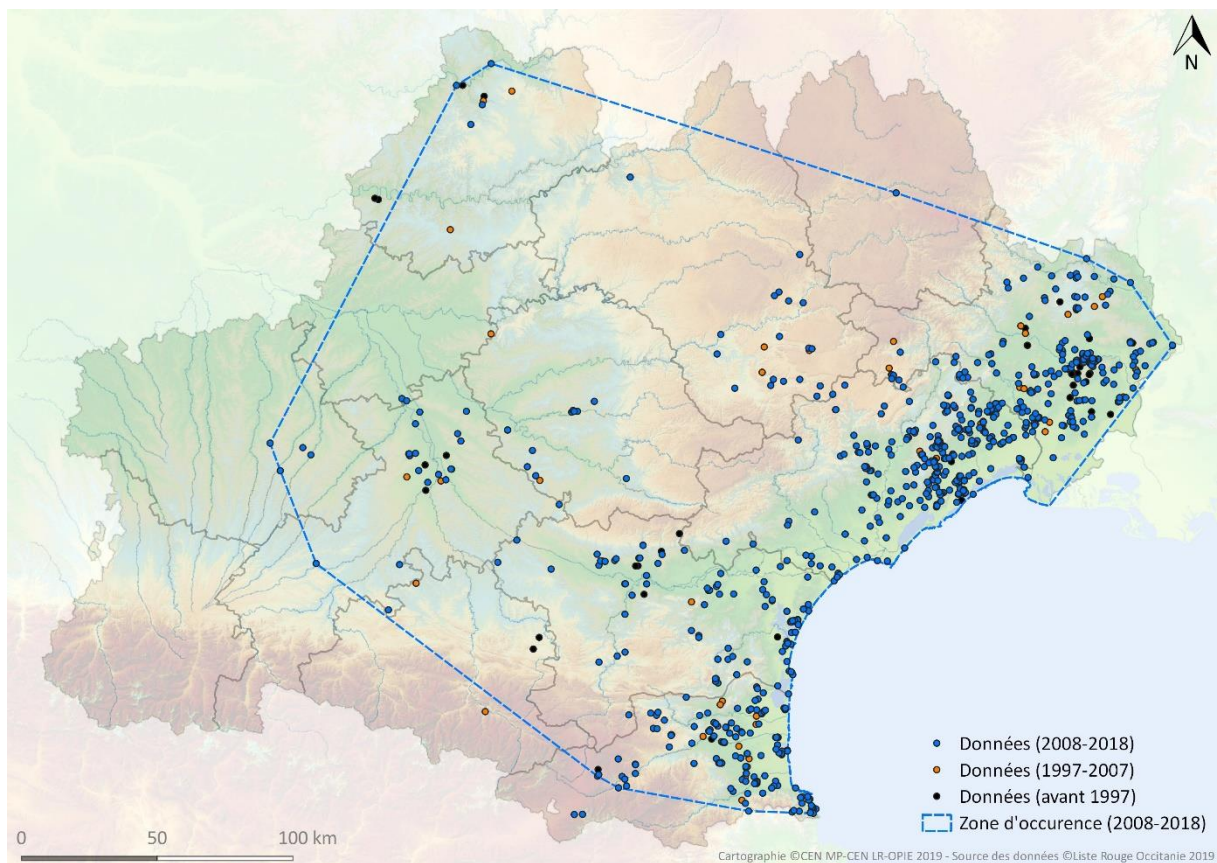 N
Données (2008-2018)
Données (1997-2007)
Données (avant 1997)
Zone d'occurence (2008-2018)
0 50 100 km
Cartographie ©CEN MP-CEN LR-OPIE 2019 - Source des données ©Liste Rouge Occitanie 2019